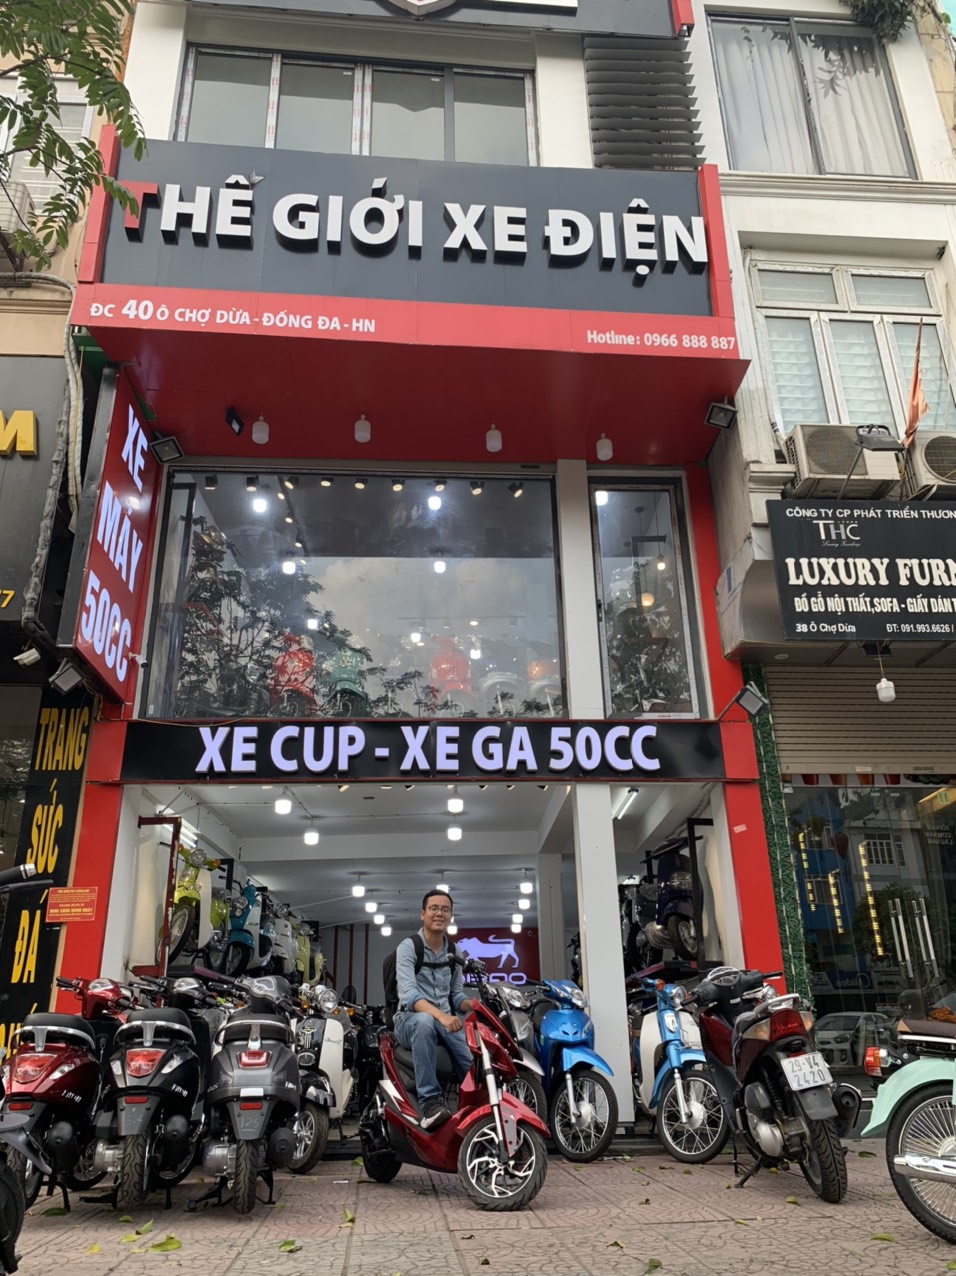 THẾ GIỚI XE ĐIỆN
ĐC 40 Ô CHỢ DỪA - ĐỐNG ĐA - HN
Hotline: 0966 888 887
XE MÁY 50CC
XE CUP - XE GA 50CC
TRANG SỨC ĐÁ
M
7
CÔNG TY CP PHÁT TRIỂN THƯƠN
THC
LUXURY FURN
ĐỒ GỖ NỘI THẤT, SOFA - GIẤY DÁN T
38 Ô Chợ Dừa
ĐT: 091.993.6626 /
29-V4
2420